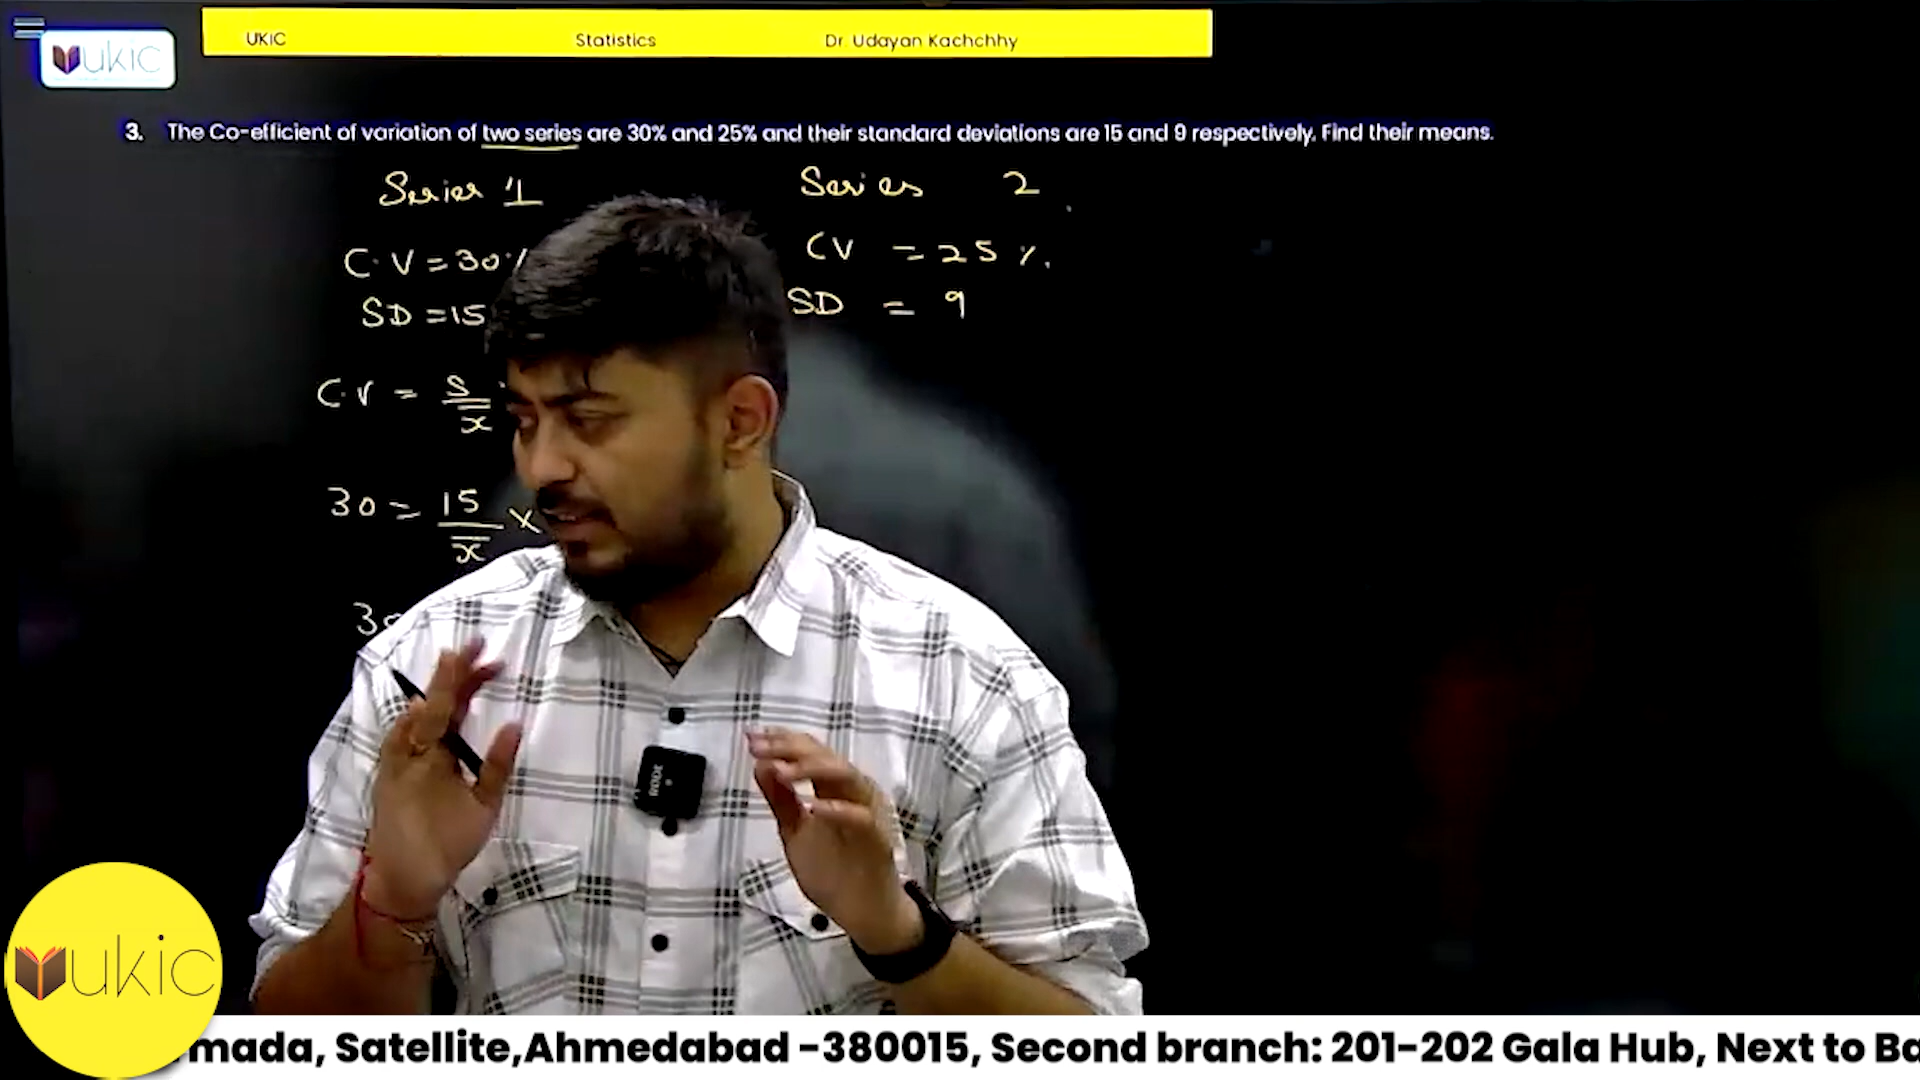 ukic
UKIC Statistics Dr. Udayan Kachchhy
3. The Co-efficient of variation of two series are 30% and 25% and their standard deviations are 15 and 9 respectively. Find their means.
Series 1
C.V = 30%
SD = 15
C.V = S / x̅
30 = 15 / x̅ ×
Series 2
CV = 25%.
SD = 9
RODE
ukic
mada, Satellite,Ahmedabad -380015, Second branch: 201-202 Gala Hub, Next to Ba